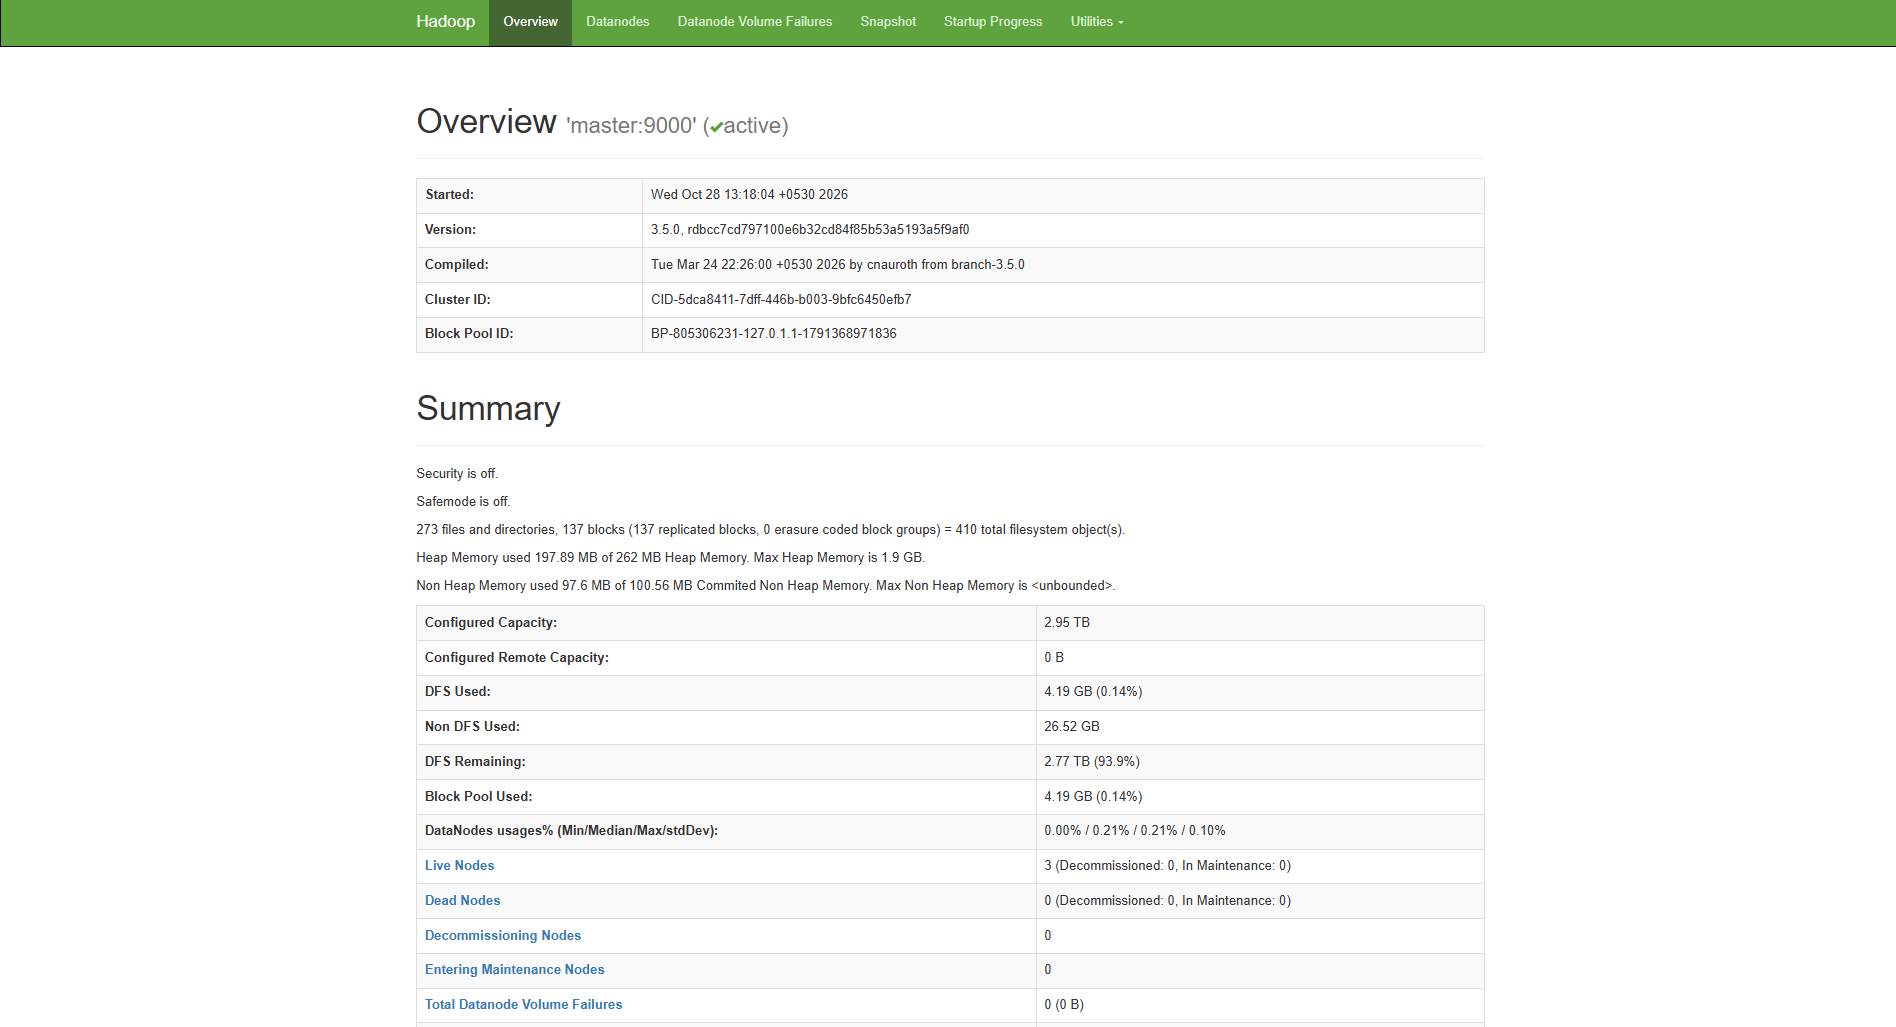 Hadoop Overview Datanodes Datanode Volume Failures Snapshot Startup Progress Utilities
Overview 'master:9000' (✔active)
Started: Wed Oct 28 13:18:04 +0530 2026
Version: 3.5.0, rdbcc7cd797100e6b32cd84f85b53a5193a5f9af0
Compiled: Tue Mar 24 22:26:00 +0530 2026 by cnauroth from branch-3.5.0
Cluster ID: CID-5dca8411-7dff-446b-b003-9bfc6450efb7
Block Pool ID: BP-805306231-127.0.1.1-1791368971836
Summary
Security is off.
Safemode is off.
273 files and directories, 137 blocks (137 replicated blocks, 0 erasure coded block groups) = 410 total filesystem object(s).
Heap Memory used 197.89 MB of 262 MB Heap Memory. Max Heap Memory is 1.9 GB.
Non Heap Memory used 97.6 MB of 100.56 MB Commited Non Heap Memory. Max Non Heap Memory is <unbounded>.
Configured Capacity: 2.95 TB
Configured Remote Capacity: 0 B
DFS Used: 4.19 GB (0.14%)
Non DFS Used: 26.52 GB
DFS Remaining: 2.77 TB (93.9%)
Block Pool Used: 4.19 GB (0.14%)
DataNodes usages% (Min/Median/Max/stdDev): 0.00% / 0.21% / 0.21% / 0.10%
Live Nodes 3 (Decommissioned: 0, In Maintenance: 0)
Dead Nodes 0 (Decommissioned: 0, In Maintenance: 0)
Decommissioning Nodes 0
Entering Maintenance Nodes 0
Total Datanode Volume Failures 0 (0 B)